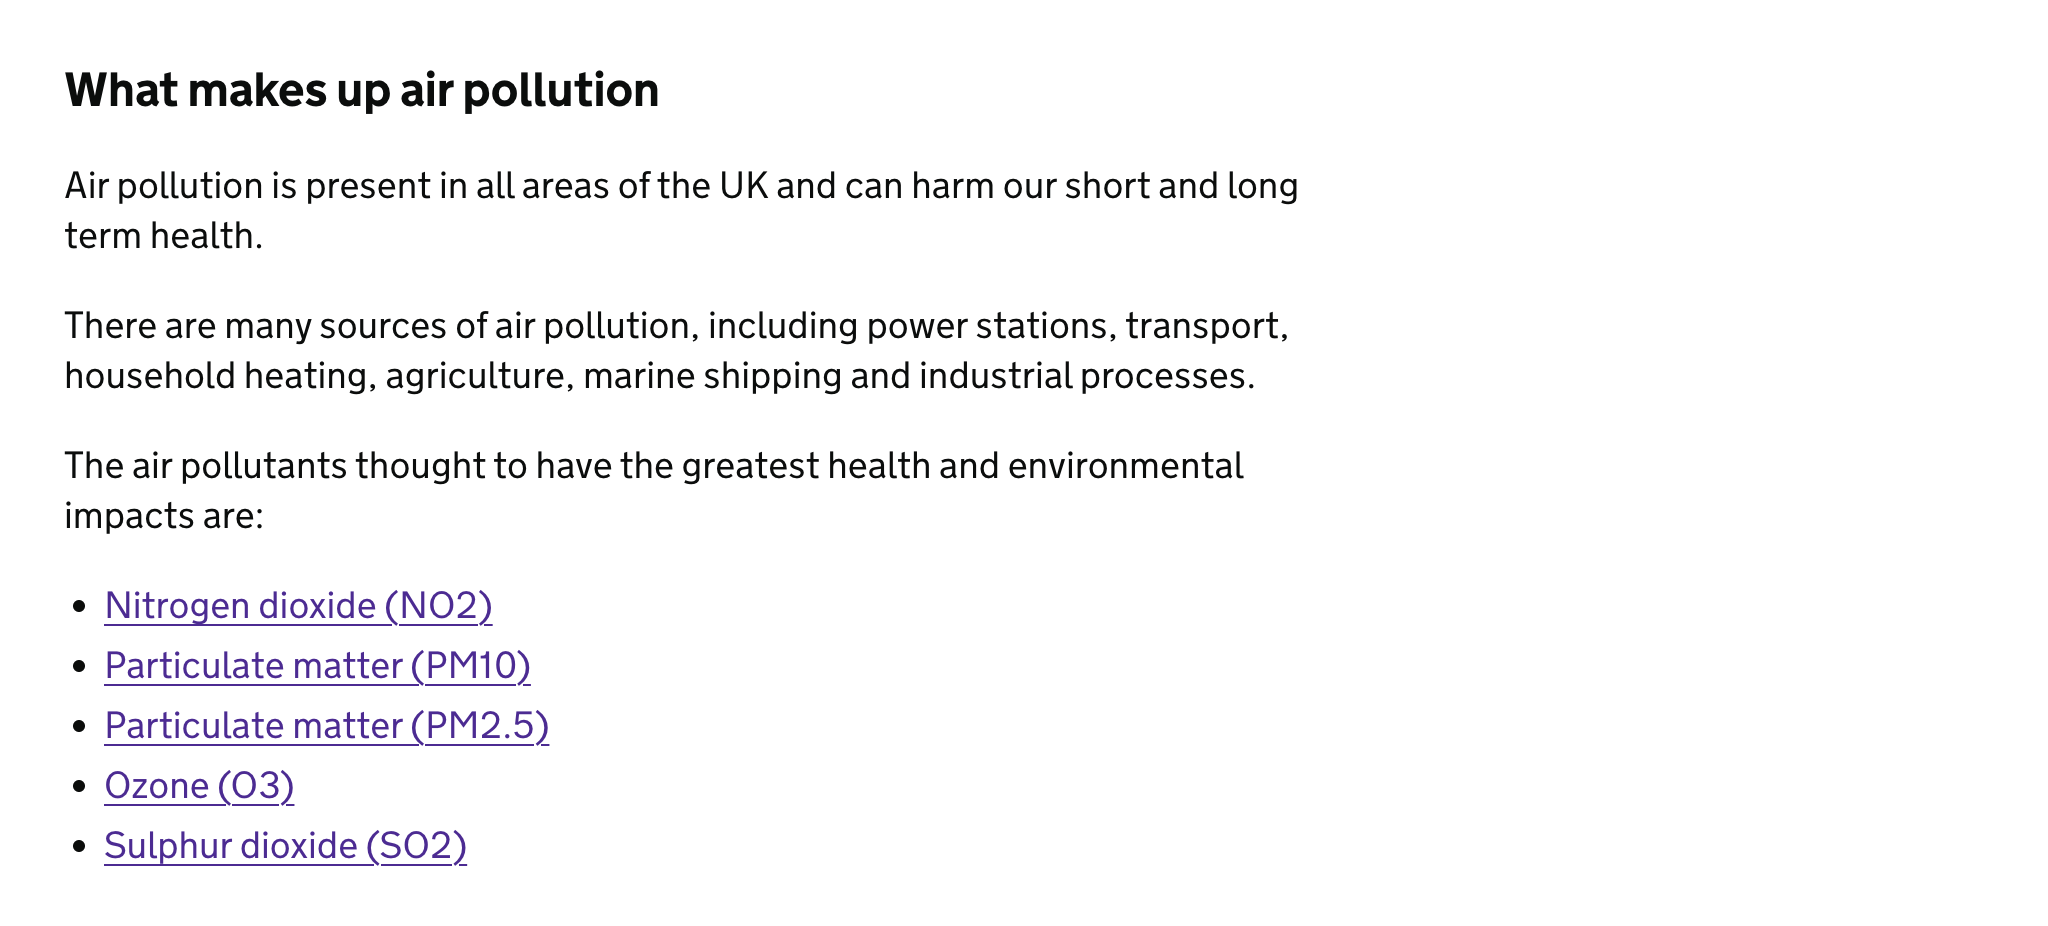 What makes up air pollution
Air pollution is present in all areas of the UK and can harm our short and long
term health.
There are many sources of air pollution, including power stations, transport,
household heating, agriculture, marine shipping and industrial processes.
The air pollutants thought to have the greatest health and environmental
impacts are:
• Nitrogen dioxide (NO2)
• Particulate matter (PM10)
• Particulate matter (PM2.5)
• Ozone (O3)
• Sulphur dioxide (SO2)